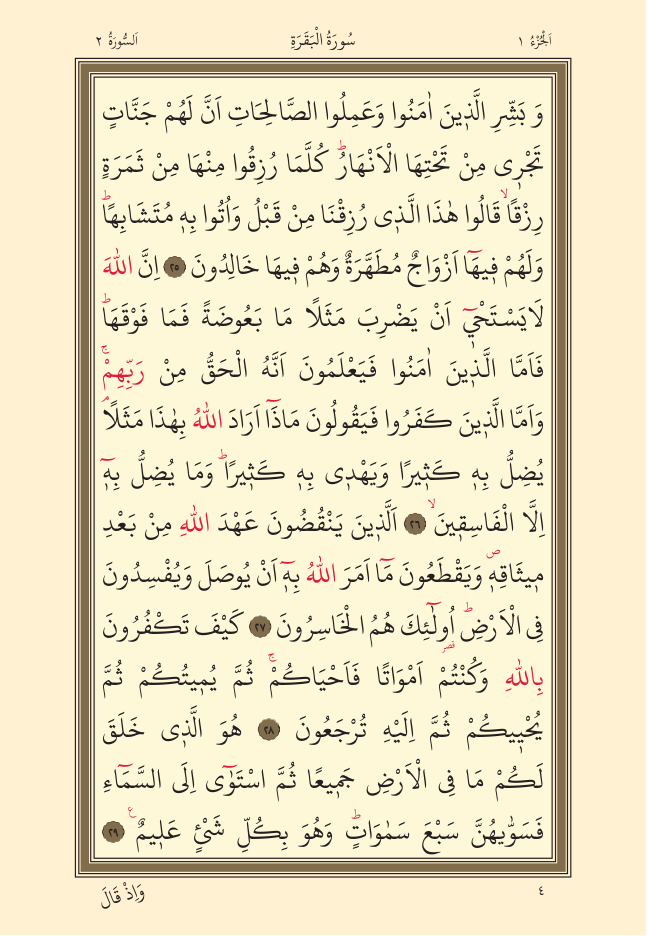 اَلْجُزْءُ ١ سُورَةُ الْبَقَرَةِ اَلسُّورَةُ ٢
وَ بَشِّرِ الَّذ۪ينَ اٰمَنُوا وَعَمِلُوا الصَّالِحَاتِ اَنَّ لَهُمْ جَنَّاتٍ
تَجْر۪ى مِنْ تَحْتِهَا الْاَنْهَارُۜ كُلَّمَا رُزِقُوا مِنْهَا مِنْ ثَمَرَةٍ
رِزْقًاۙ قَالُوا هٰذَا الَّذ۪ى رُزِقْنَا مِنْ قَبْلُ وَاُتُوا بِه۪ مُتَشَابِهًاۜ
وَلَهُمْ ف۪يهَٓا اَزْوَاجٌ مُطَهَّرَةٌ وَهُمْ ف۪يهَا خَالِدُونَ ﴿٢٥﴾ اِنَّ اللّٰهَ
لَايَسْتَحْي۪ٓ اَنْ يَضْرِبَ مَثَلًا مَا بَعُوضَةً فَمَا فَوْقَهَاۜ
فَاَمَّا الَّذ۪ينَ اٰمَنُوا فَيَعْلَمُونَ اَنَّهُ الْحَقُّ مِنْ رَبِّهِمْۚ
وَاَمَّا الَّذ۪ينَ كَفَرُوا فَيَقُولُونَ مَاذَٓا اَرَادَ اللّٰهُ بِهٰذَا مَثَلًاۢ
يُضِلُّ بِه۪ كَث۪يرًا وَيَهْد۪ى بِه۪ كَث۪يرًاۜ وَمَا يُضِلُّ بِه۪ٓ
اِلَّا الْفَاسِق۪ينَۙ ﴿٢٦﴾ اَلَّذ۪ينَ يَنْقُضُونَ عَهْدَ اللّٰهِ مِنْ بَعْدِ
م۪يثَاقِه۪ۖ وَيَقْطَعُونَ مَٓا اَمَرَ اللّٰهُ بِه۪ٓ اَنْ يُوصَلَ وَيُفْسِدُونَ
فِى الْاَرْضِۜ اُو۬لٰٓئِكَ هُمُ الْخَاسِرُونَ ﴿٢٧﴾ كَيْفَ تَكْفُرُونَ
بِاللّٰهِ وَكُنْتُمْ اَمْوَاتًا فَاَحْيَاكُمْۚ ثُمَّ يُم۪يتُكُمْ ثُمَّ
يُحْي۪يكُمْ ثُمَّ اِلَيْهِ تُرْجَعُونَ ﴿٢٨﴾ هُوَ الَّذ۪ى خَلَقَ
لَكُمْ مَا فِى الْاَرْضِ جَم۪يعًا ثُمَّ اسْتَوٰٓى اِلَى السَّمَٓاءِ
فَسَوّٰيهُنَّ سَبْعَ سَمٰوَاتٍۜ وَهُوَ بِكُلِّ شَيْءٍ عَل۪يمٌ۟ ﴿٢٩﴾
٤ وَاِذْ قَالَ